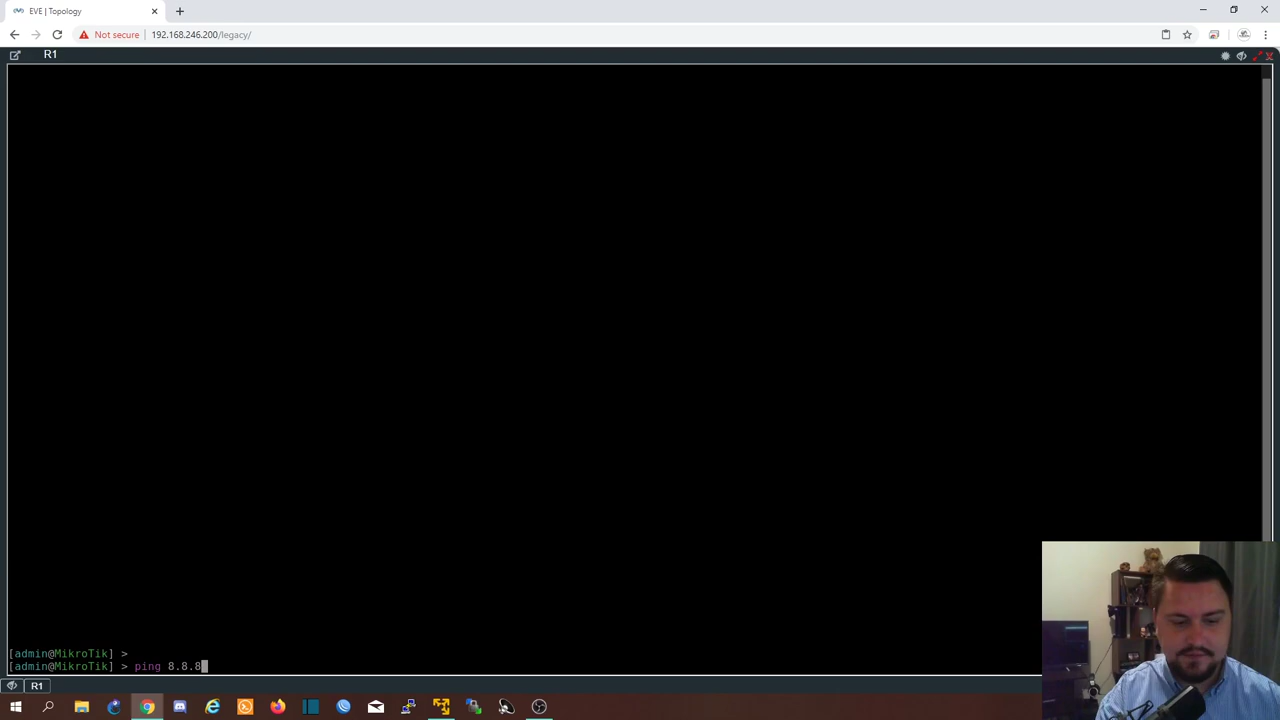 EVE | Topology
Not secure
192.168.246.200/legacy/
R1
[admin@MikroTik] >
[admin@MikroTik] > ping 8.8.8
R1